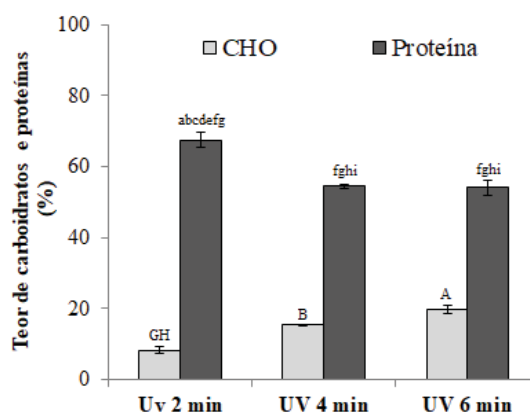 100
80
60
40
20
0
Teor de carboidratos e proteínas
(%)
CHO
Proteína
abcdefg
fghi
fghi
GH
B
A
Uv 2 min
UV 4 min
UV 6 min